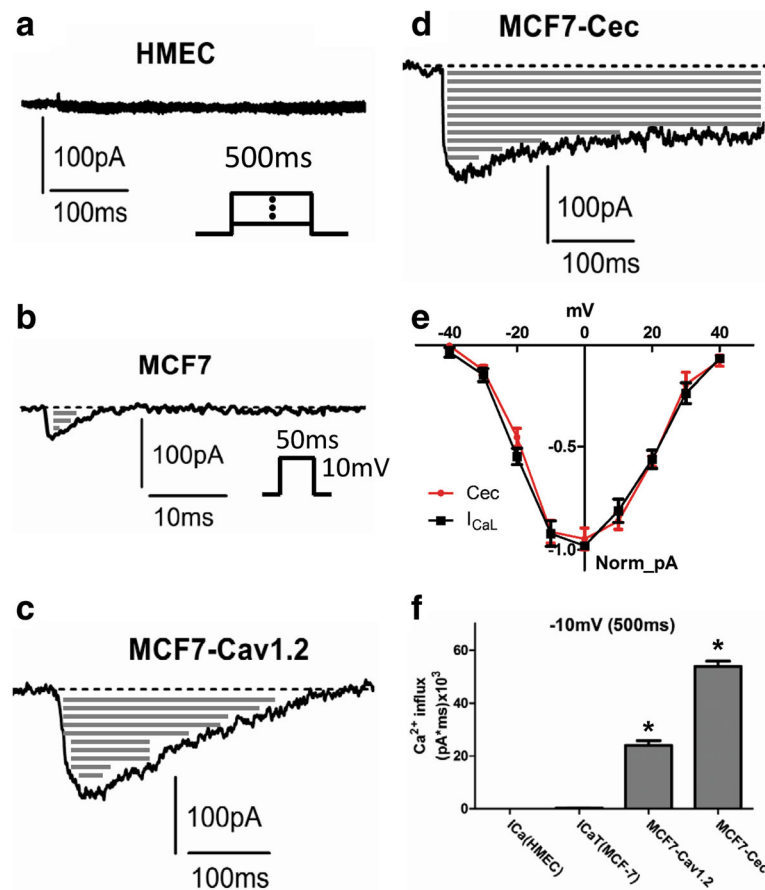 a
HMEC
100pA
100ms
500ms
b
MCF7
100pA
10ms
50ms
10mV
c
MCF7-Cav1.2
100pA
100ms
d
MCF7-Cec
100pA
100ms
e
mV
-40 -20 0 20 40
-0.5
-1.0
Norm_pA
Cec
ICaL
f
-10mV (500ms)
Ca2+ influx
(pA*ms)x10³
60
40
20
0
* *
ICa(HMEC)
ICaT(MCF-7)
MCF7-Cav1.2
MCF7-Cec